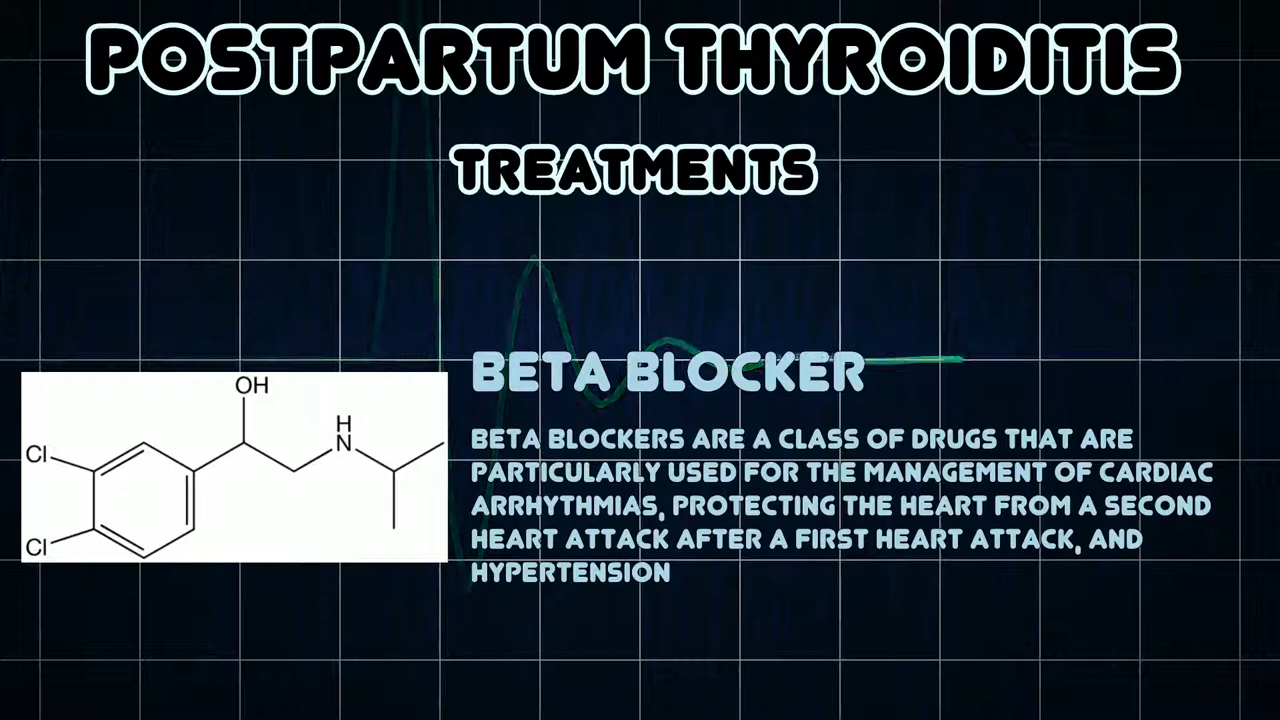 POSTPARTUM THYROIDITIS
TREATMENTS
BETA BLOCKER
BETA BLOCKERS ARE A CLASS OF DRUGS THAT ARE
PARTICULARLY USED FOR THE MANAGEMENT OF CARDIAC
ARRHYTHMIAS, PROTECTING THE HEART FROM A SECOND
HEART ATTACK AFTER A FIRST HEART ATTACK, AND
HYPERTENSION
OH
H
N
Cl
Cl